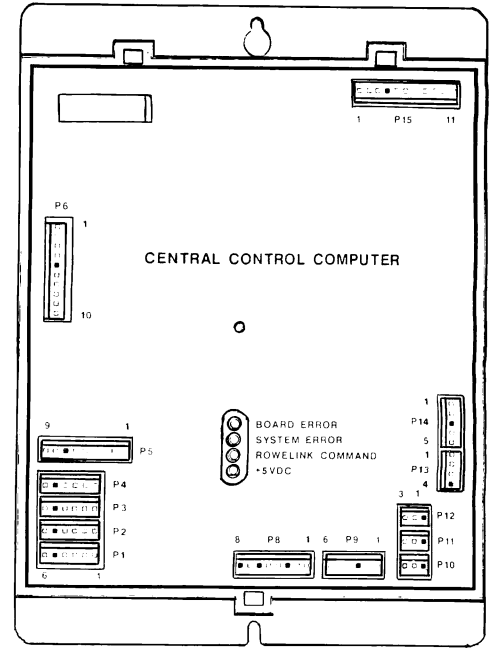 1 P15 11
P6
1
10
CENTRAL CONTROL COMPUTER
BOARD ERROR
SYSTEM ERROR
ROWELINK COMMAND
+5VDC
9 1
P5
P4
P3
P2
P1
6 1
8 P8 1
6 P9 1
1
P14
5
1
P13
4
3 1
P12
P11
P10